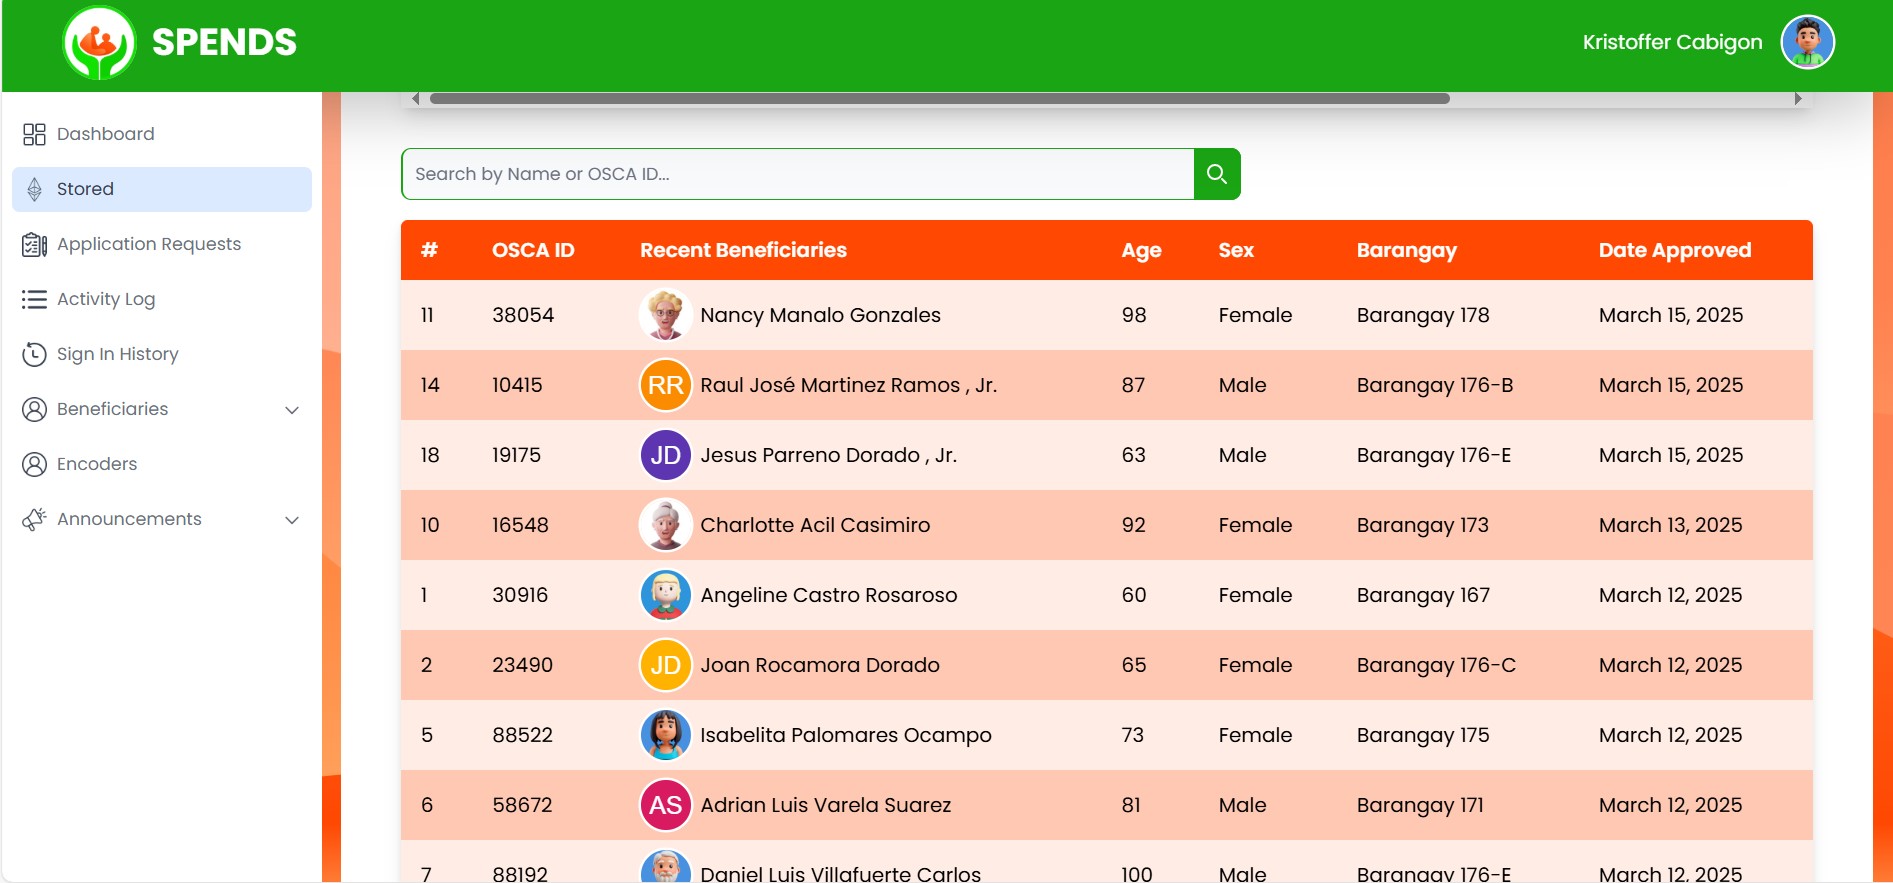 SPENDS
Kristoffer Cabigon
Dashboard
Stored
Application Requests
Activity Log
Sign In History
Beneficiaries
Encoders
Announcements
Search by Name or OSCA ID...
# OSCA ID Recent Beneficiaries Age Sex Barangay Date Approved
11 38054 Nancy Manalo Gonzales 98 Female Barangay 178 March 15, 2025
14 10415 RR Raul José Martinez Ramos , Jr. 87 Male Barangay 176-B March 15, 2025
18 19175 JD Jesus Parreno Dorado , Jr. 63 Male Barangay 176-E March 15, 2025
10 16548 Charlotte Acil Casimiro 92 Female Barangay 173 March 13, 2025
1 30916 Angeline Castro Rosaroso 60 Female Barangay 167 March 12, 2025
2 23490 JD Joan Rocamora Dorado 65 Female Barangay 176-C March 12, 2025
5 88522 Isabelita Palomares Ocampo 73 Female Barangay 175 March 12, 2025
6 58672 AS Adrian Luis Varela Suarez 81 Male Barangay 171 March 12, 2025
7 88192 Daniel Luis Villafuerte Carlos 100 Male Barangay 176-E March 12, 2025